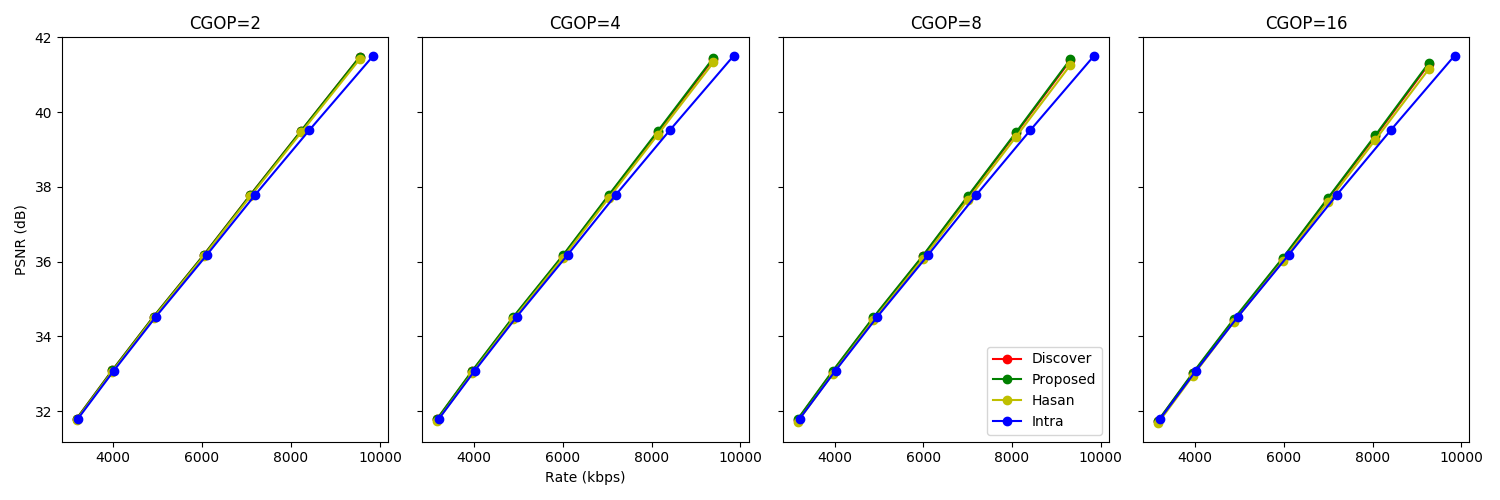 CGOP=2 CGOP=4 CGOP=8 CGOP=16
42
40
38
36
34
32
PSNR (dB)
Discover
Proposed
Hasan
Intra
4000 6000 8000 10000 4000 6000 8000 10000 4000 6000 8000 10000 4000 6000 8000 10000
Rate (kbps)